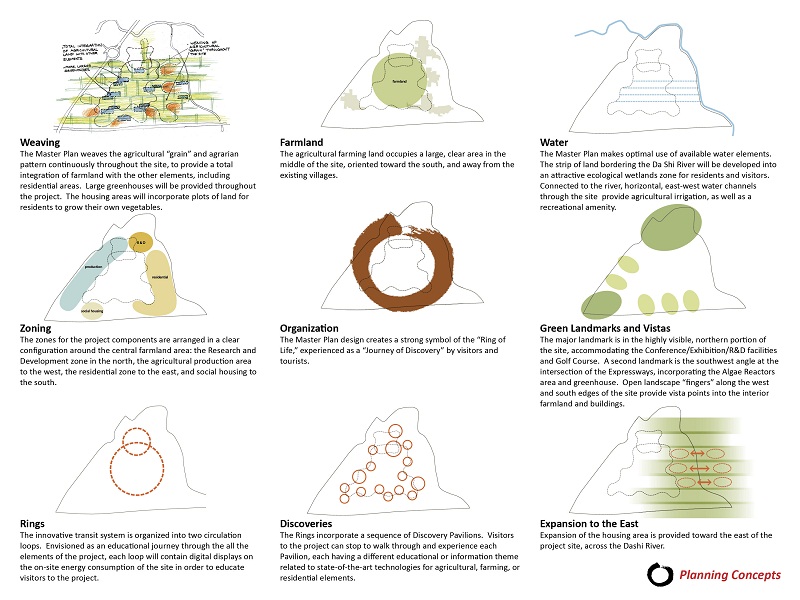 TOTAL INTEGRATION
OF AGRICULTURAL
LAND WITH OTHER
ELEMENTS
WEAVING OF
AGRICULTURAL
"GRAIN" THROUGHOUT
THE SITE
Weaving
The Master Plan weaves the agricultural “grain” and agrarian
pattern continuously throughout the site, to provide a total
integration of farmland with the other elements, including
residential areas. Large greenhouses will be provided throughout
the project. The housing areas will incorporate plots of land for
residents to grow their own vegetables.
farmland
Farmland
The agricultural farming land occupies a large, clear area in the
middle of the site, oriented toward the south, and away from the
existing villages.
Water
The Master Plan makes optimal use of available water elements.
The strip of land bordering the Da Shi River will be developed into
an attractive ecological wetlands zone for residents and visitors.
Connected to the river, horizontal, east-west water channels
through the site provide agricultural irrigation, as well as a
recreational amenity.
R & D
production
residential
social housing
Zoning
The zones for the project components are arranged in a clear
configuration around the central farmland area: the Research and
Development zone in the north, the agricultural production area
to the west, the residential zone to the east, and social housing to
the south.
Organization
The Master Plan design creates a strong symbol of the “Ring of
Life,” experienced as a “Journey of Discovery” by visitors and
tourists.
Green Landmarks and Vistas
The major landmark is in the highly visible, northern portion of
the site, accommodating the Conference/Exhibition/R&D facilities
and Golf Course. A second landmark is the southwest angle at the
intersection of the Expressways, incorporating the Algae Reactors
area and greenhouse. Open landscape “fingers” along the west
and south edges of the site provide vista points into the interior
farmland and buildings.
Rings
The innovative transit system is organized into two circulation
loops. Envisioned as an educational journey through the all the
elements of the project, each loop will contain digital displays on
the on-site energy consumption of the site in order to educate
visitors to the project.
Discoveries
The Rings incorporate a sequence of Discovery Pavilions. Visitors
to the project can stop to walk through and experience each
Pavilion, each having a different educational or information theme
related to state-of-the-art technologies for agricultural, farming, or
residential elements.
Expansion to the East
Expansion of the housing area is provided toward the east of the
project site, across the Dashi River.
Planning Concepts